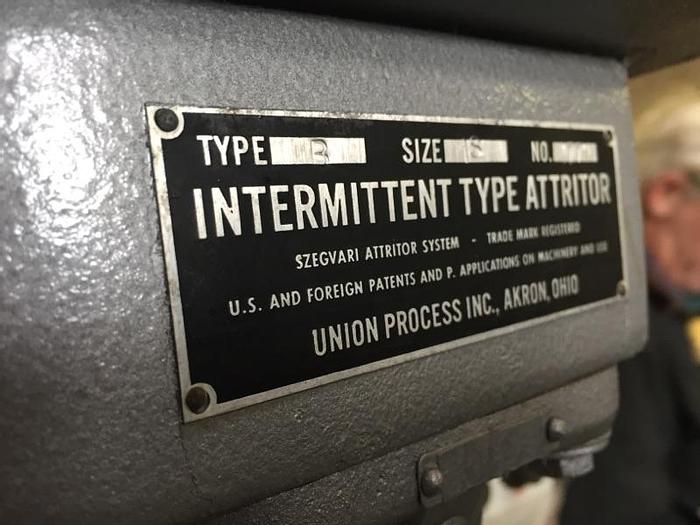 TYPE B SIZE NO.
INTERMITTENT TYPE ATTRITOR
SZEGVARI ATTRITOR SYSTEM - TRADE MARK REGISTERED
U.S. AND FOREIGN PATENTS AND P. APPLICATIONS ON MACHINERY AND USE
UNION PROCESS INC., AKRON, OHIO